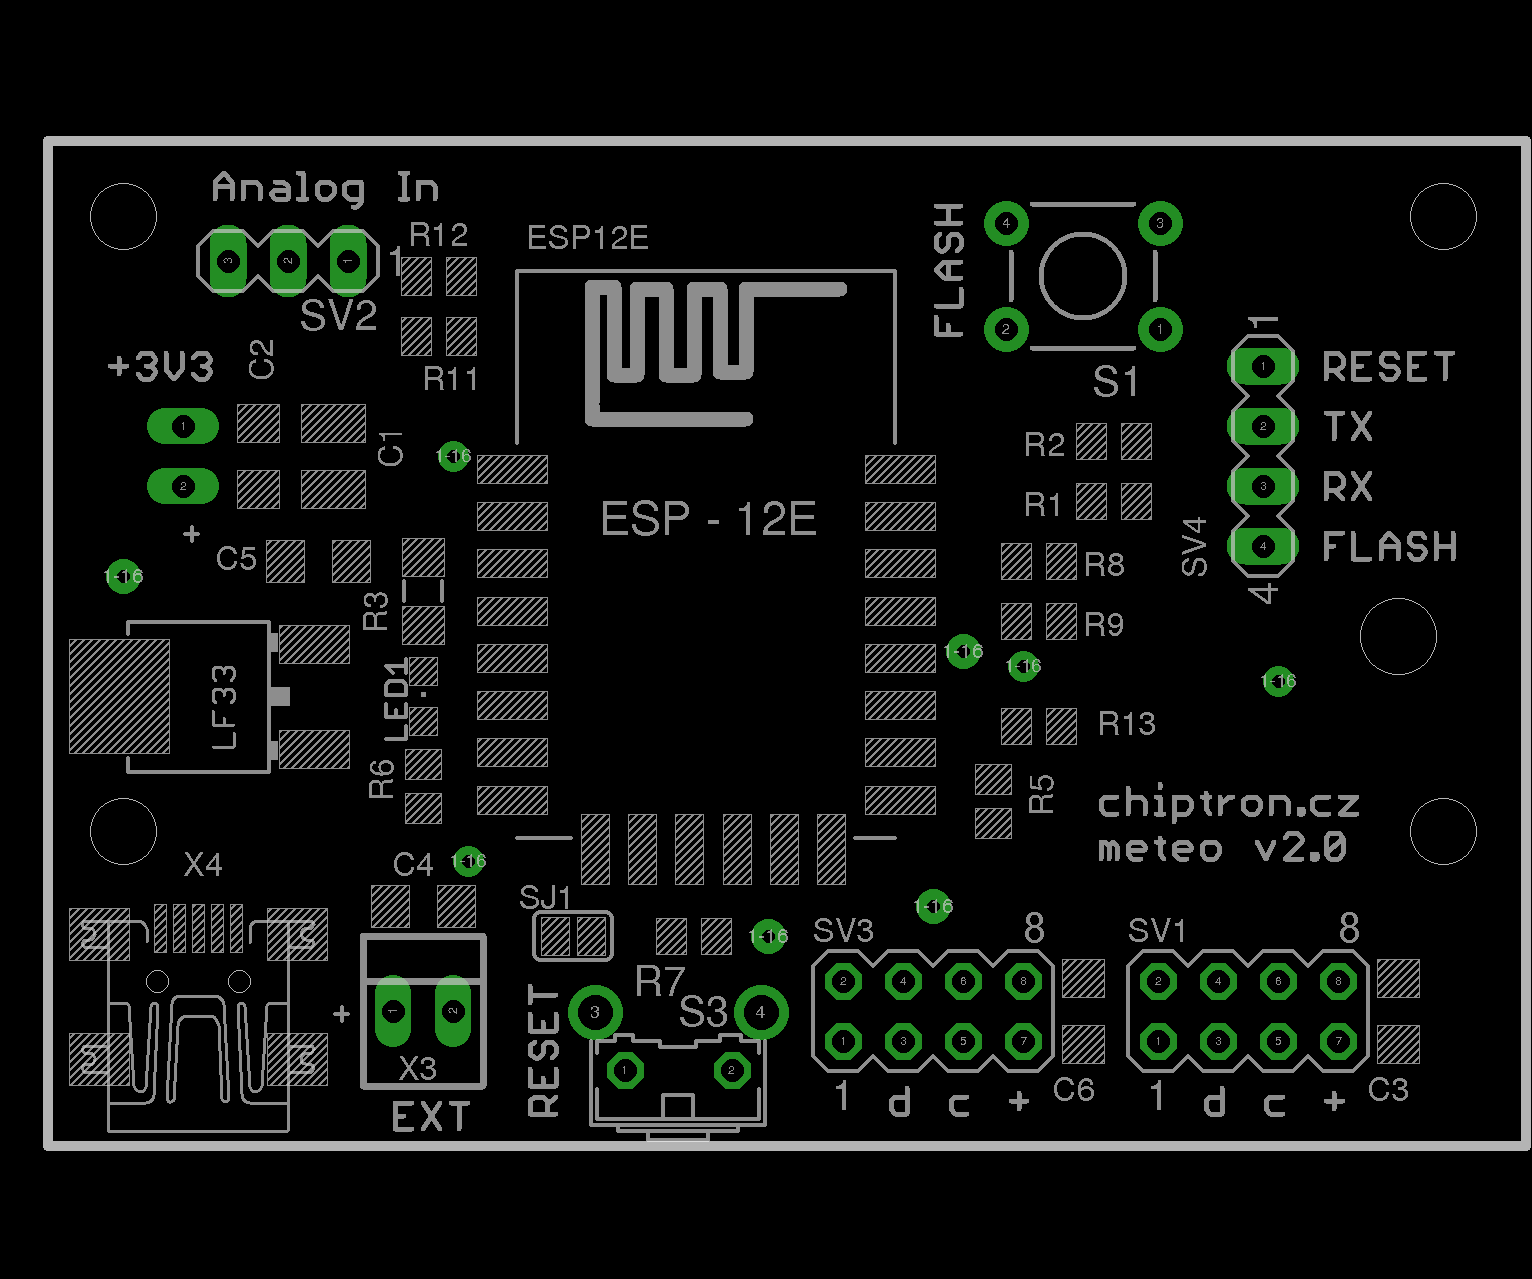 Analog In
3 2 1
1
SV2
R12
R11
ESP12E
FLASH
4 3
2 1
S1
+3V3
C2
1
2
C1
+
1-16
1-16
C5
R3
LF33
LED1
R6
ESP - 12E
R2
R1
R8
R9
1-16
1-16
1-16
R13
R5
1
1 RESET
2 TX
3 RX
4 FLASH
SV4
4
chiptron.cz
meteo v2.0
X4
C4
1-16
SJ1
R7
1-16
1-16
+
1 2
X3
EXT
RESET
S3
3 4
1 2
SV3
8
2 4 6 8
1 3 5 7
1 d c +
C6
SV1
8
2 4 6 8
1 3 5 7
1 d c +
C3